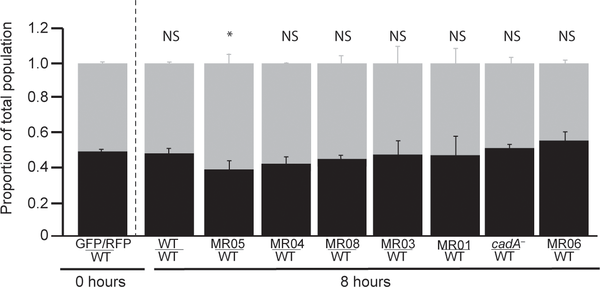 Proportion of total population
1.2
1.0
0.8
0.6
0.4
0.2
0
NS * NS NS NS NS NS NS
GFP/RFP WT MR05 MR04 MR08 MR03 MR01 cadA⁻ MR06
WT WT WT WT WT WT WT WT WT
0 hours 8 hours